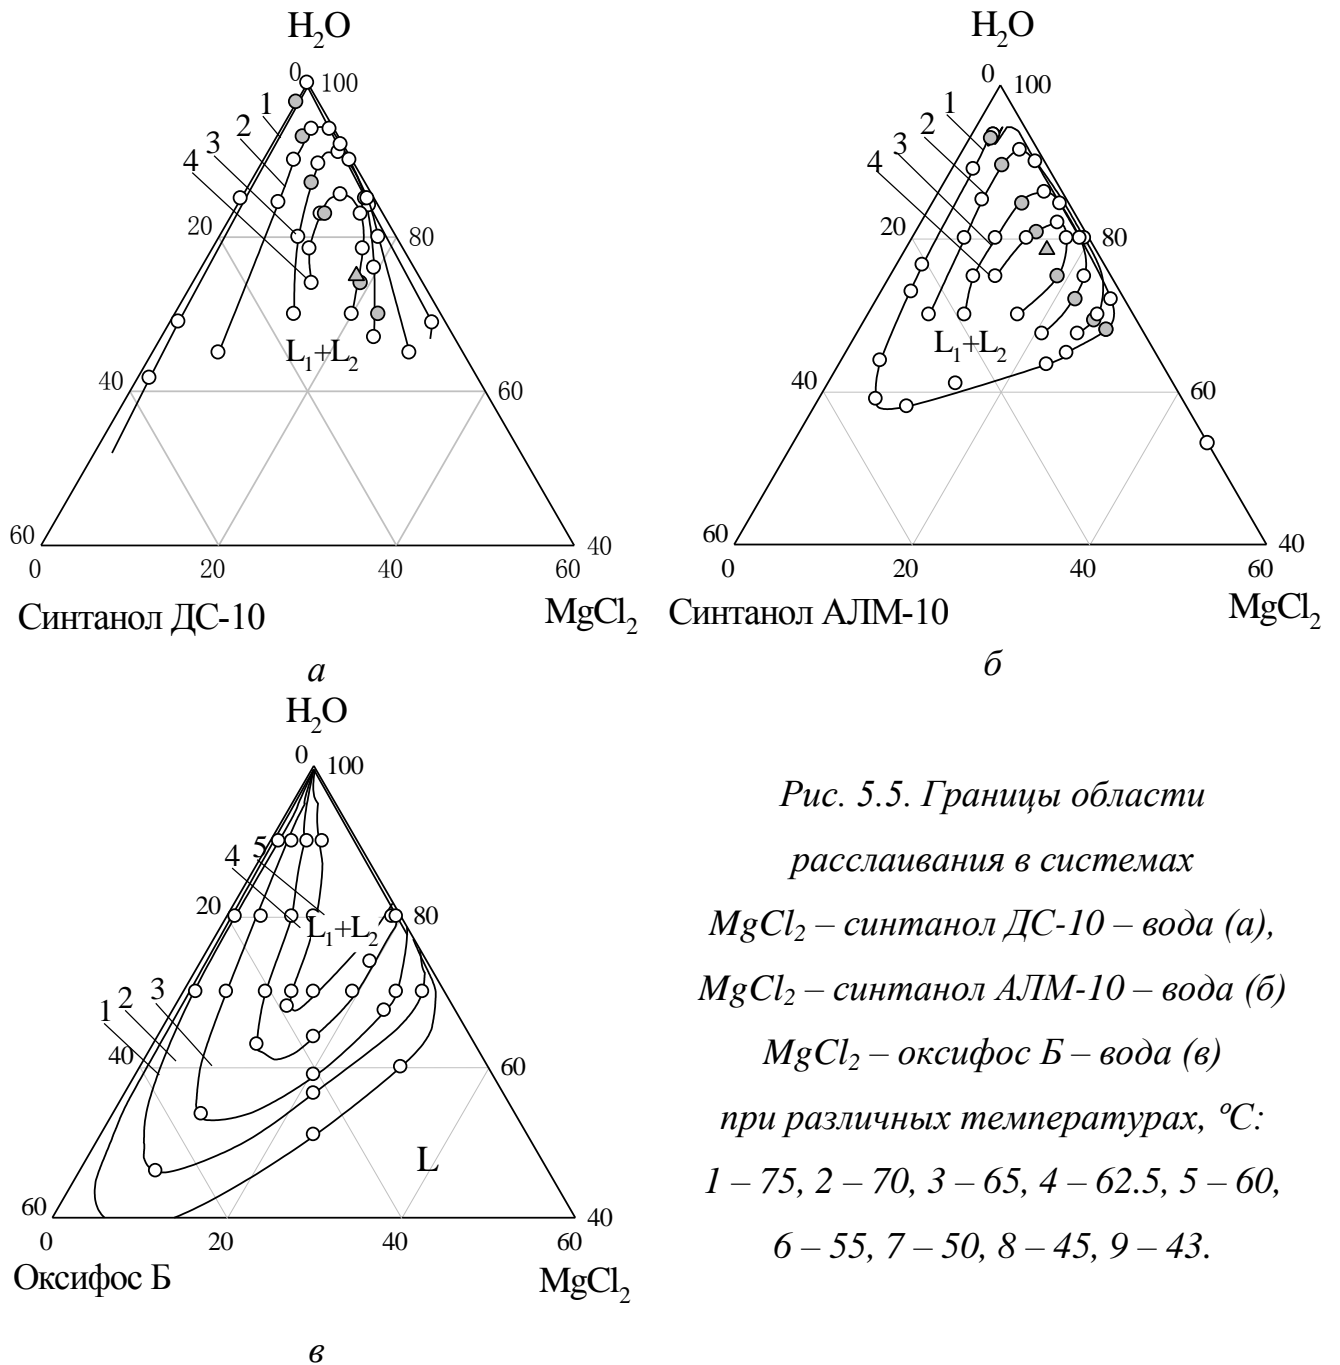 H₂O
0 100
1
2
3
4
20 80
L₁+L₂
40 60
60 40
0 20 40 60
Синтанол ДС-10 MgCl₂
а
H₂O
0 100
1
2
3
4
20 80
L₁+L₂
40 60
60 40
0 20 40 60
Синтанол АЛМ-10 MgCl₂
б
H₂O
0 100
4 5
20 80
L₁+L₂
1 2 3
40 60
L
60 40
0 20 40 60
Оксифос Б MgCl₂
в
Рис. 5.5. Границы области
расслаивания в системах
MgCl₂ – синтанол ДС-10 – вода (а),
MgCl₂ – синтанол АЛМ-10 – вода (б)
MgCl₂ – оксифос Б – вода (в)
при различных температурах, ºС:
1 – 75, 2 – 70, 3 – 65, 4 – 62.5, 5 – 60,
6 – 55, 7 – 50, 8 – 45, 9 – 43.